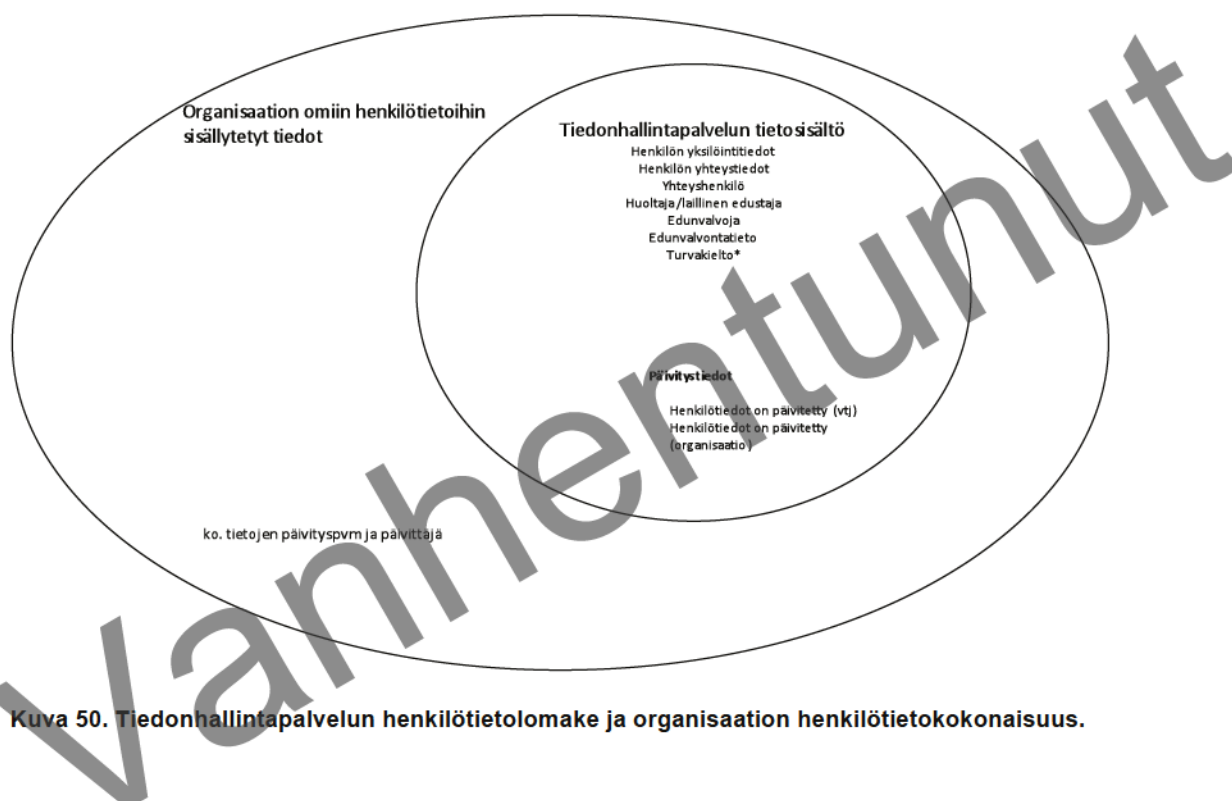 Organisaation omiin henkilötietoihin
sisällytetyt tiedot
Tiedonhallintapalvelun tietosisältö
Henkilön yksilöintitiedot
Henkilön yhteystiedot
Yhteyshenkilö
Huoltaja/laillinen edustaja
Edunvalvoja
Edunvalvontatieto
Turvakielto*
Päivitystiedot
Henkilötiedot on päivitetty (vtj)
Henkilötiedot on päivitetty
(organisaatio)
ko. tietojen päivityspvm ja päivittäjä
Vanhentunut
Kuva 50. Tiedonhallintapalvelun henkilötietolomake ja organisaation henkilötietokokonaisuus.